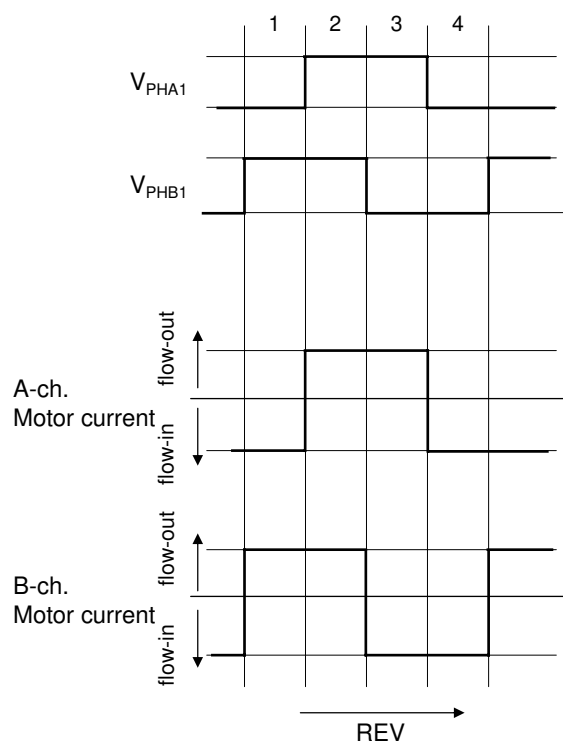 1 2 3 4
VPHA1
VPHB1
flow-out
A-ch.
Motor current
flow-in
flow-out
B-ch.
Motor current
flow-in
REV